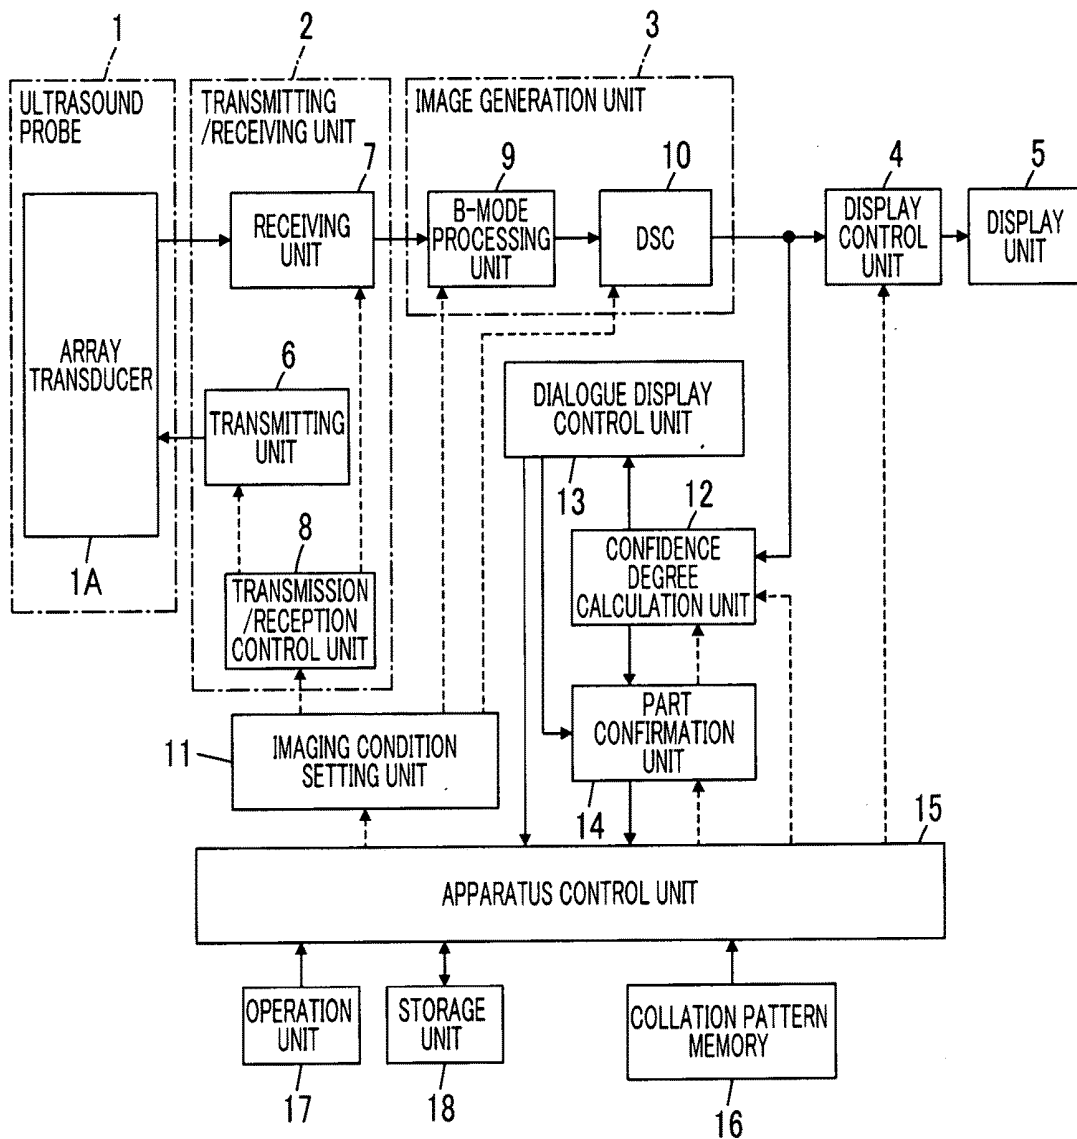 1
2
3
ULTRASOUND
PROBE
TRANSMITTING
/RECEIVING UNIT
IMAGE GENERATION UNIT
7
9
10
4
5
RECEIVING
UNIT
B-MODE
PROCESSING
UNIT
DSC
DISPLAY
CONTROL
UNIT
DISPLAY
UNIT
ARRAY
TRANSDUCER
6
TRANSMITTING
UNIT
DIALOGUE DISPLAY
CONTROL UNIT
13
12
8
1A
TRANSMISSION
/RECEPTION
CONTROL UNIT
CONFIDENCE
DEGREE
CALCULATION UNIT
11
IMAGING CONDITION
SETTING UNIT
PART
CONFIRMATION
UNIT
14
15
APPARATUS CONTROL UNIT
OPERATION
UNIT
STORAGE
UNIT
COLLATION PATTERN
MEMORY
17
18
16